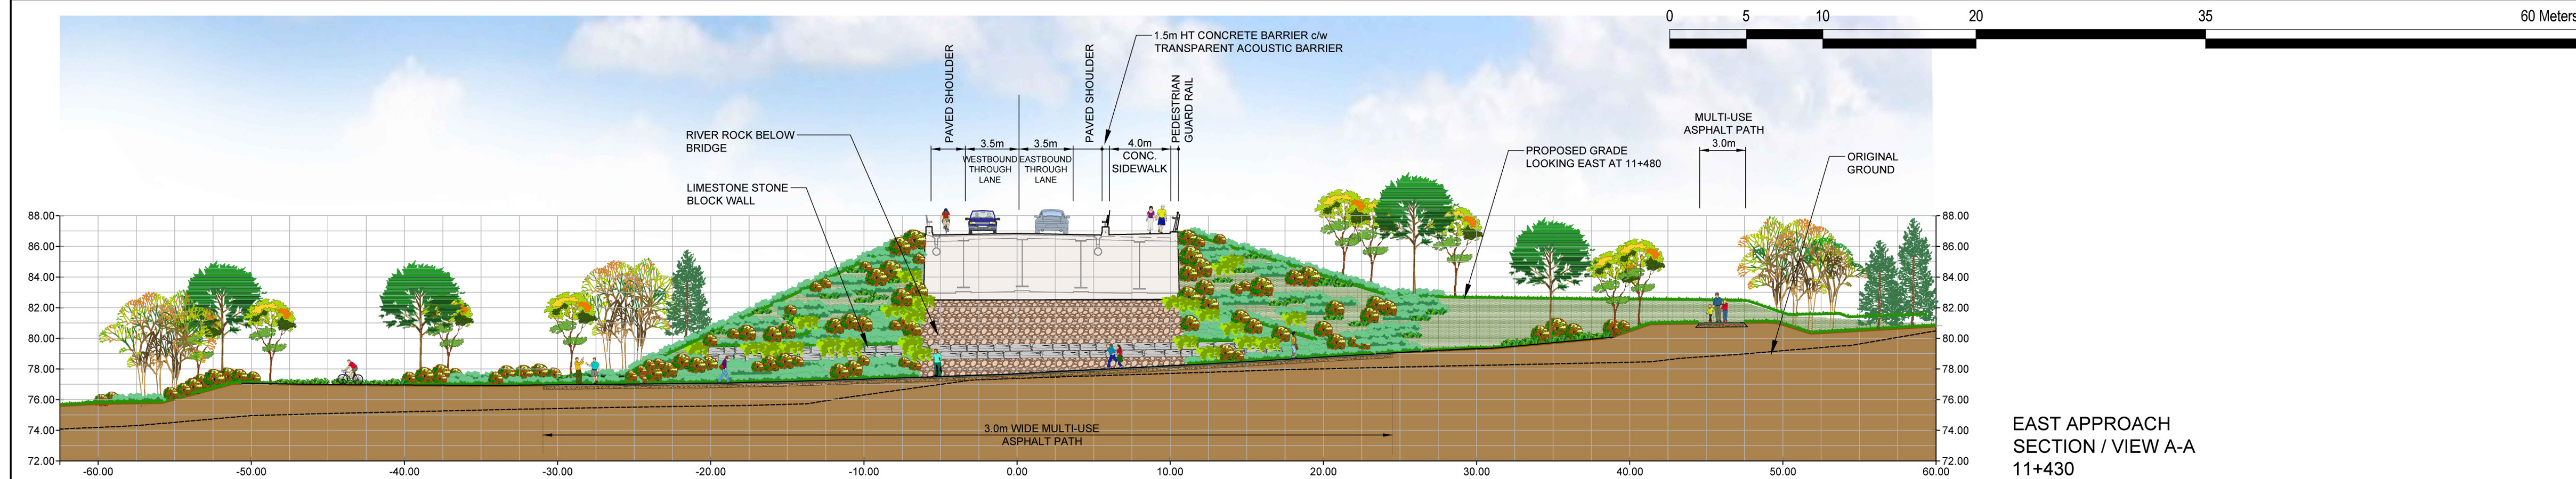 0 5 10 20 35 60 Meters
1.5m HT CONCRETE BARRIER c/w
TRANSPARENT ACOUSTIC BARRIER
PAVED SHOULDER
PAVED SHOULDER
PEDESTRIAN
GUARD RAIL
RIVER ROCK BELOW
BRIDGE
LIMESTONE STONE
BLOCK WALL
3.5m
WESTBOUND
THROUGH
LANE
3.5m
EASTBOUND
THROUGH
LANE
4.0m
CONC.
SIDEWALK
PROPOSED GRADE
LOOKING EAST AT 11+480
MULTI-USE
ASPHALT PATH
3.0m
ORIGINAL
GROUND
88.00
86.00
84.00
82.00
80.00
78.00
76.00
74.00
72.00
88.00
86.00
84.00
82.00
80.00
78.00
76.00
74.00
72.00
3.0m WIDE MULTI-USE
ASPHALT PATH
-60.00 -50.00 -40.00 -30.00 -20.00 -10.00 0.00 10.00 20.00 30.00 40.00 50.00 60.00
EAST APPROACH
SECTION / VIEW A-A
11+430